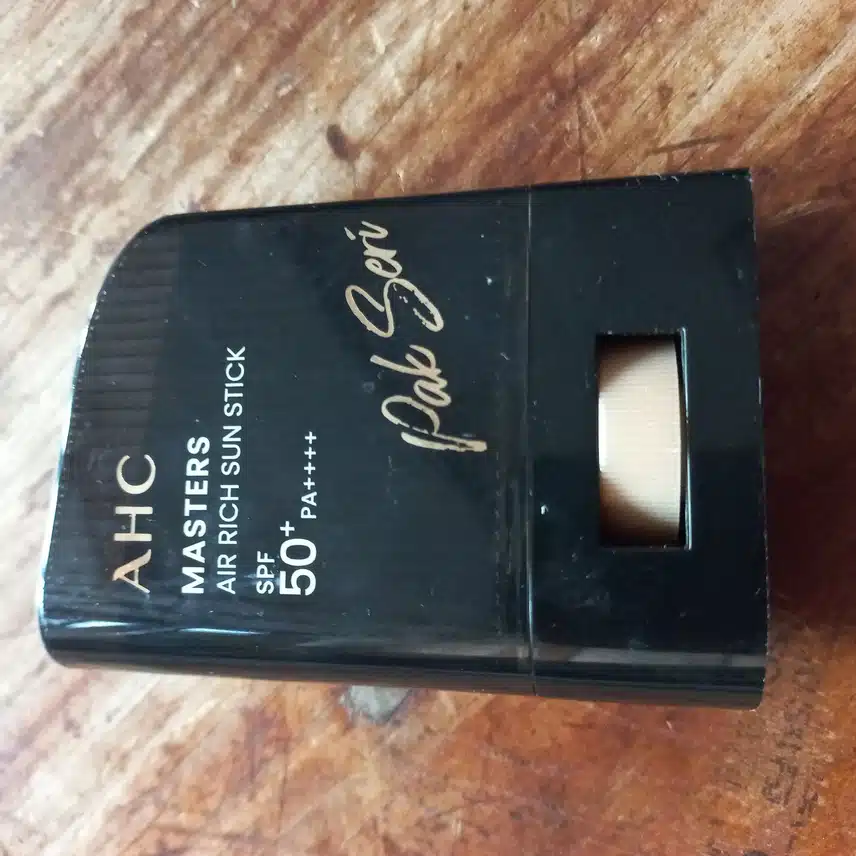 AHC
MASTERS
AIR RICH SUN STICK
SPF
50+ PA++++
Pak Seri